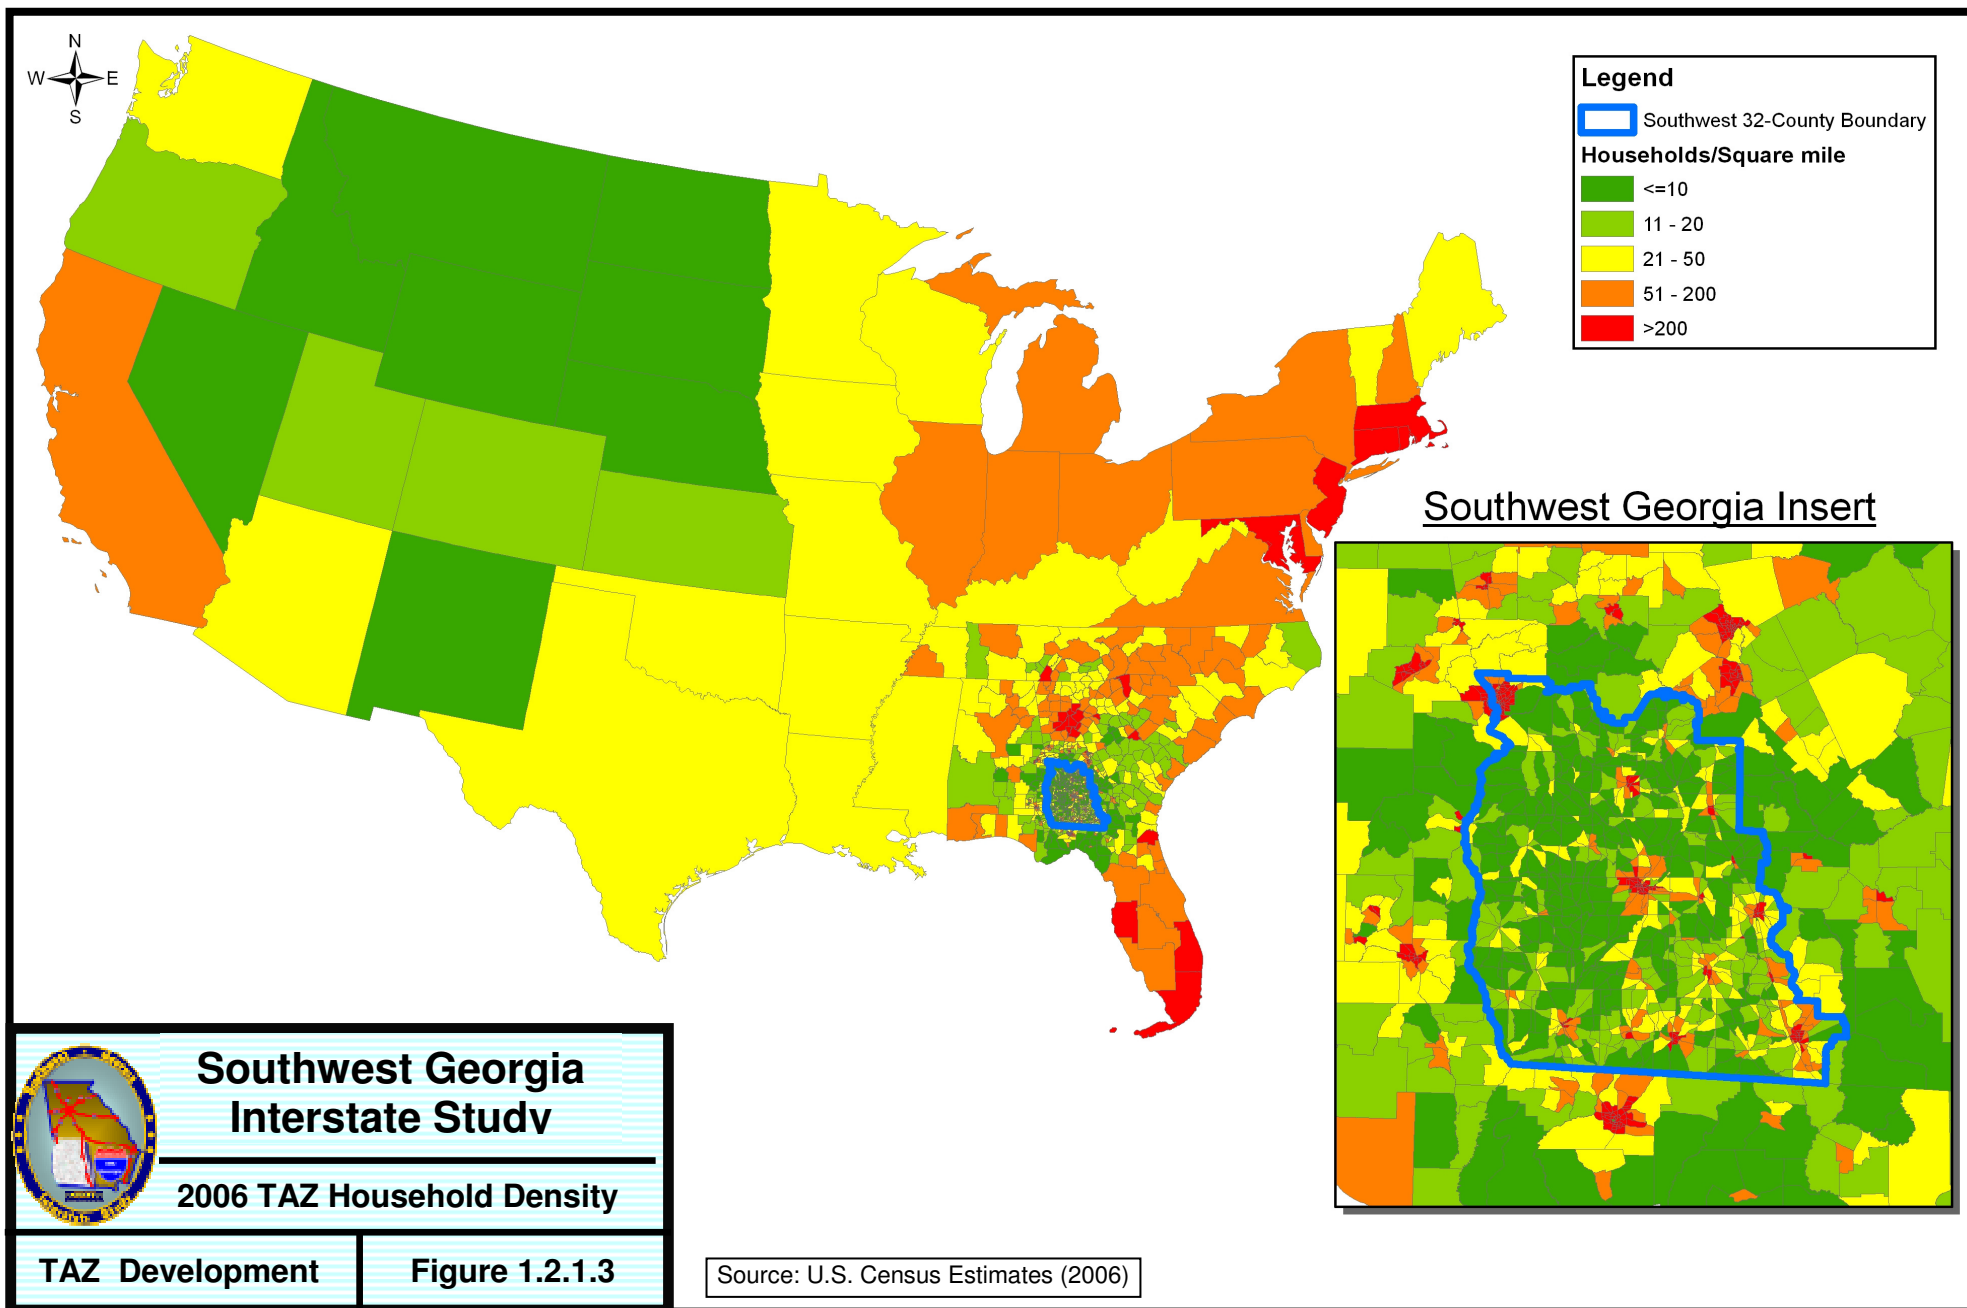 N
W E
S
Legend
Southwest 32-County Boundary
Households/Square mile
<=10
11 - 20
21 - 50
51 - 200
>200
Southwest Georgia Insert
Southwest Georgia
Interstate Study
2006 TAZ Household Density
TAZ Development
Figure 1.2.1.3
Source: U.S. Census Estimates (2006)